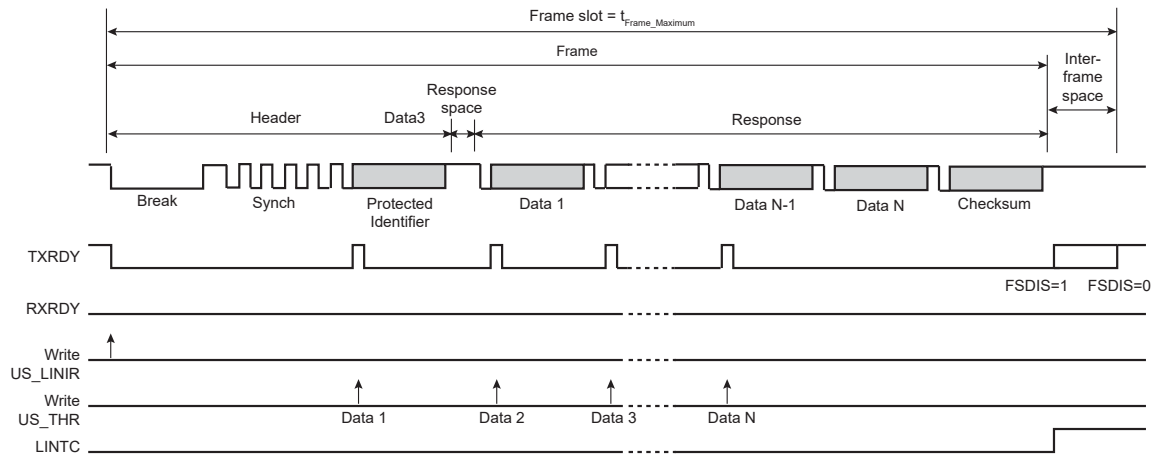 Frame slot = tFrame_Maximum
Frame
Inter-
frame
space
Response
space
Header
Data3
Response
Break
Synch
Protected
Identifier
Data 1
Data N-1
Data N
Checksum
TXRDY
FSDIS=1
FSDIS=0
RXRDY
Write
US_LINIR
Write
US_THR
Data 1
Data 2
Data 3
Data N
LINTC